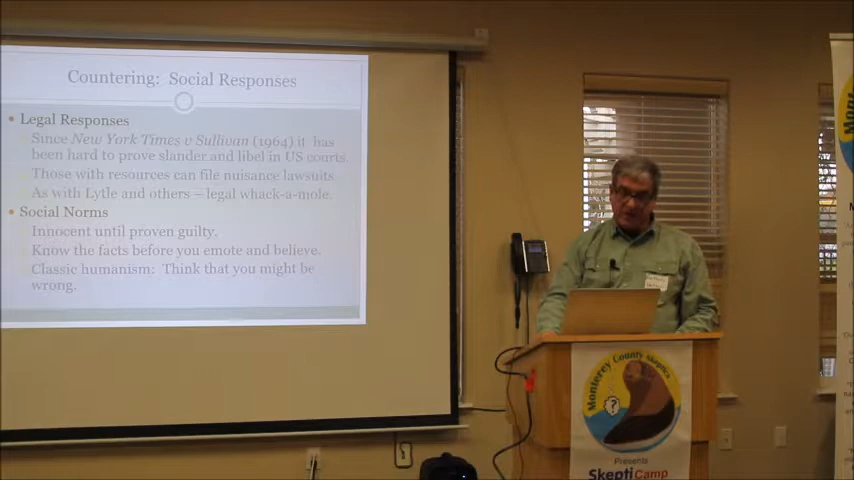 Countering: Social Responses
Legal Responses
Since New York Times v Sullivan (1964) it has
been hard to prove slander and libel in US courts.
Those with resources can file nuisance lawsuits.
As with Lytle and others – legal whack-a-mole.
Social Norms
Innocent until proven guilty.
Know the facts before you emote and believe.
Classic humanism: Think that you might be
wrong.
Monterey County Skeptics
?
Presents
SkeptiCamp